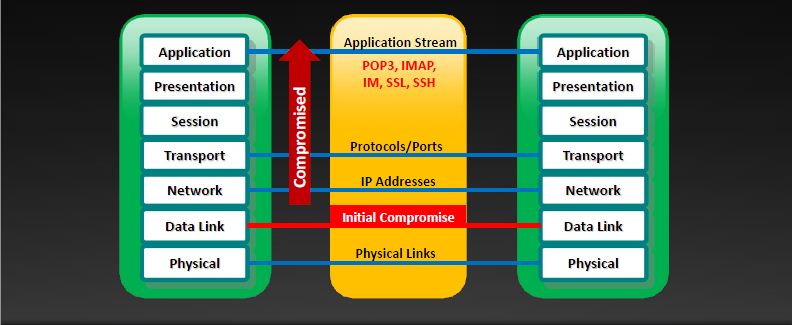 Application
Presentation
Session
Transport
Network
Data Link
Physical
Compromised
Application Stream
POP3, IMAP,
IM, SSL, SSH
Protocols/Ports
IP Addresses
Initial Compromise
Physical Links
Application
Presentation
Session
Transport
Network
Data Link
Physical